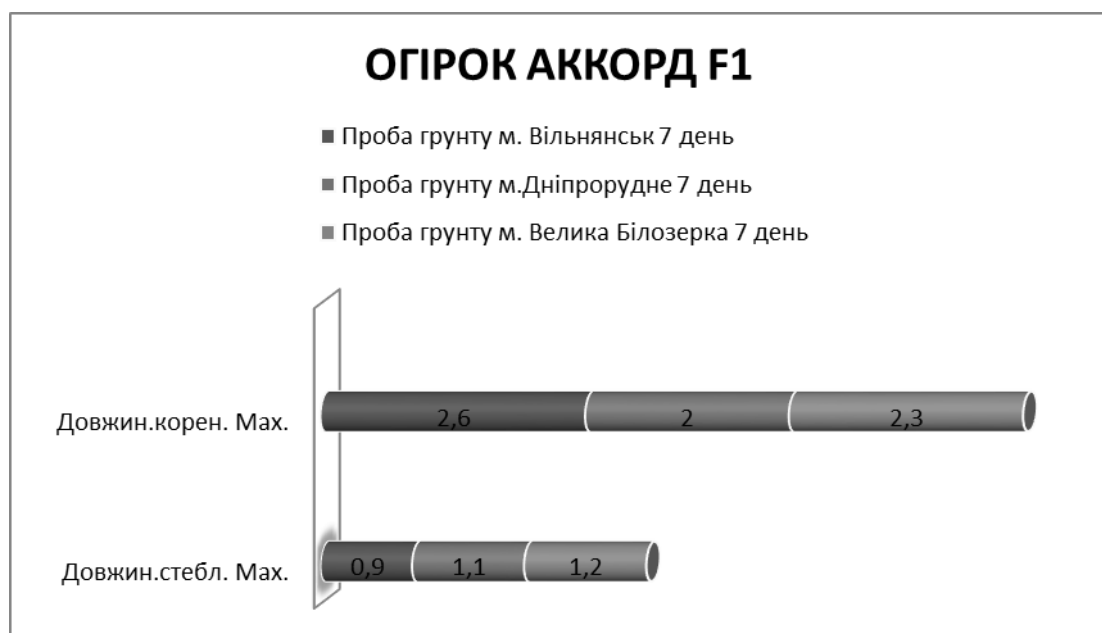 ОГІРОК АККОРД F1
Проба грунту м. Вільнянськ 7 день
Проба грунту м.Дніпрорудне 7 день
Проба грунту м. Велика Білозерка 7 день
Довжин.корен. Max.
2,6 2 2,3
Довжин.стебл. Max.
0,9 1,1 1,2